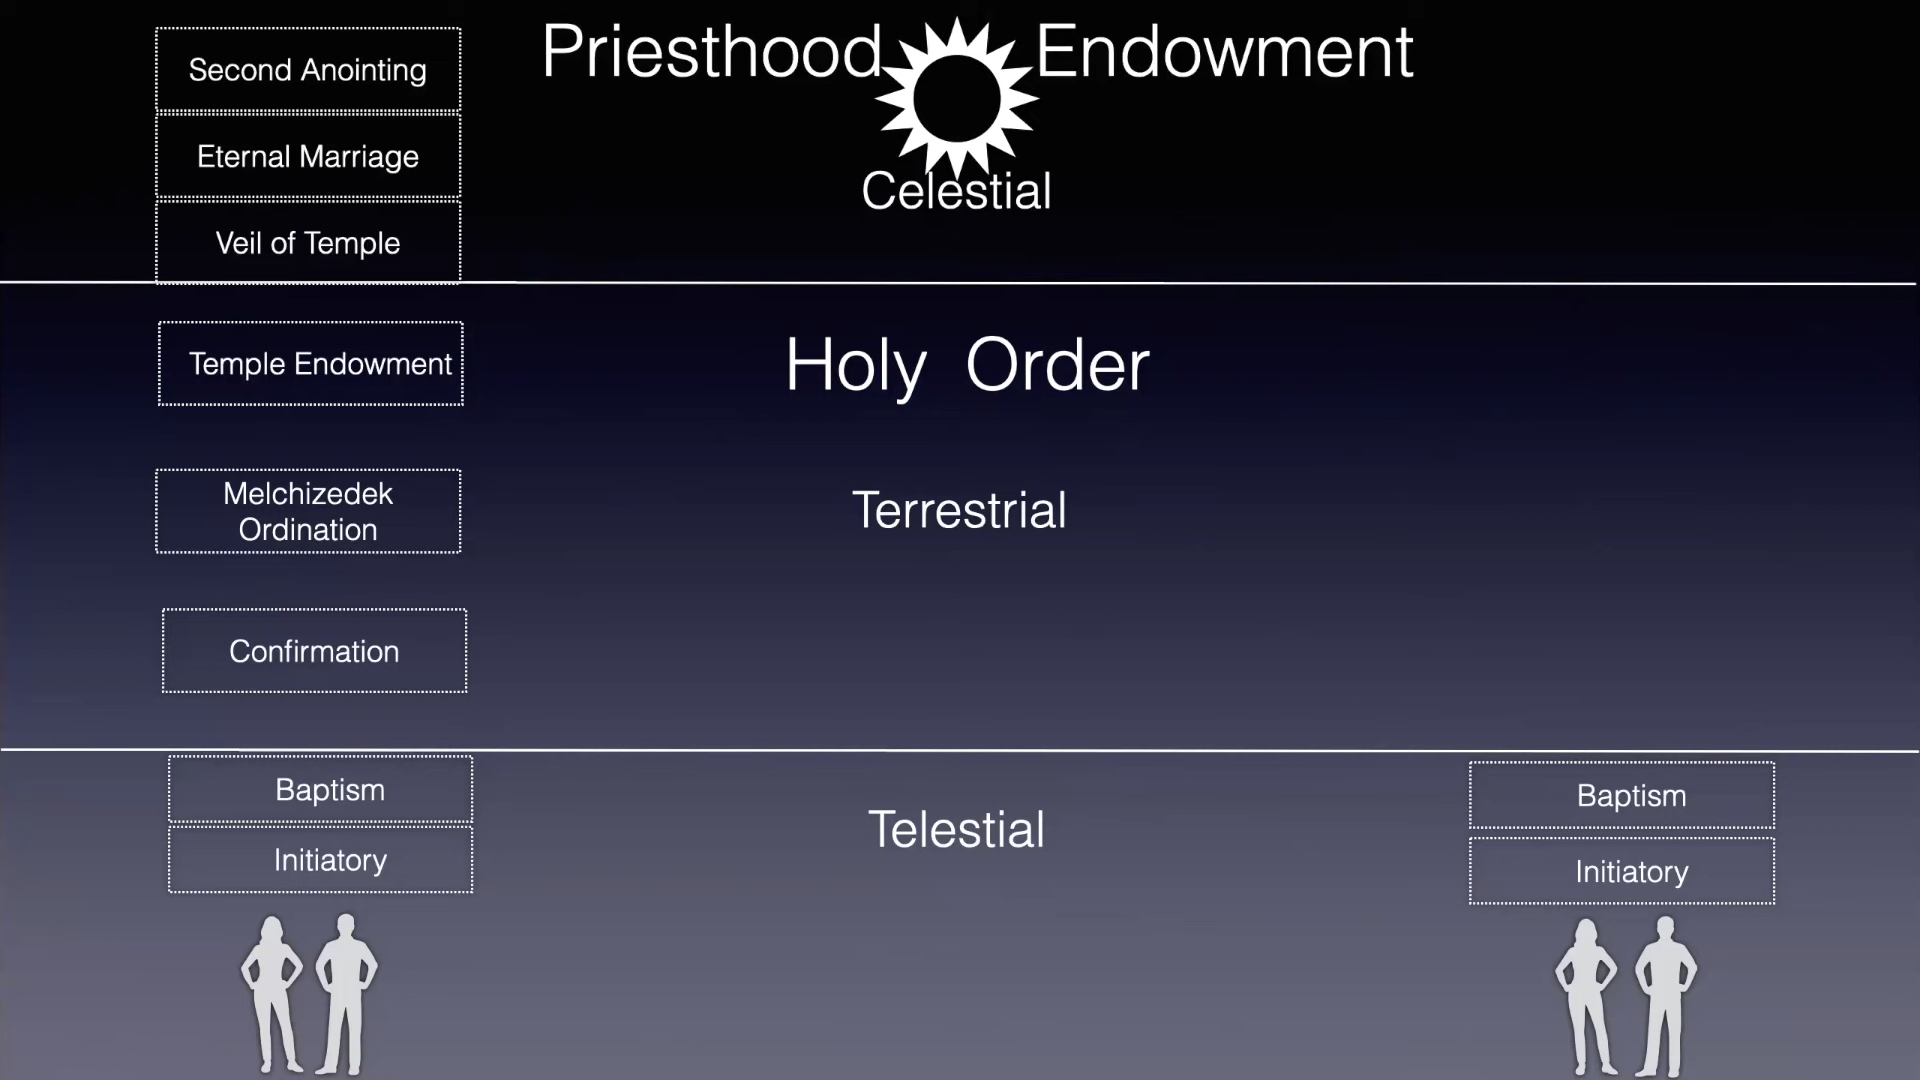 Priesthood Endowment
Second Anointing
Eternal Marriage
Celestial
Veil of Temple
Temple Endowment
Holy Order
Melchizedek
Ordination
Terrestrial
Confirmation
Baptism
Baptism
Telestial
Initiatory
Initiatory